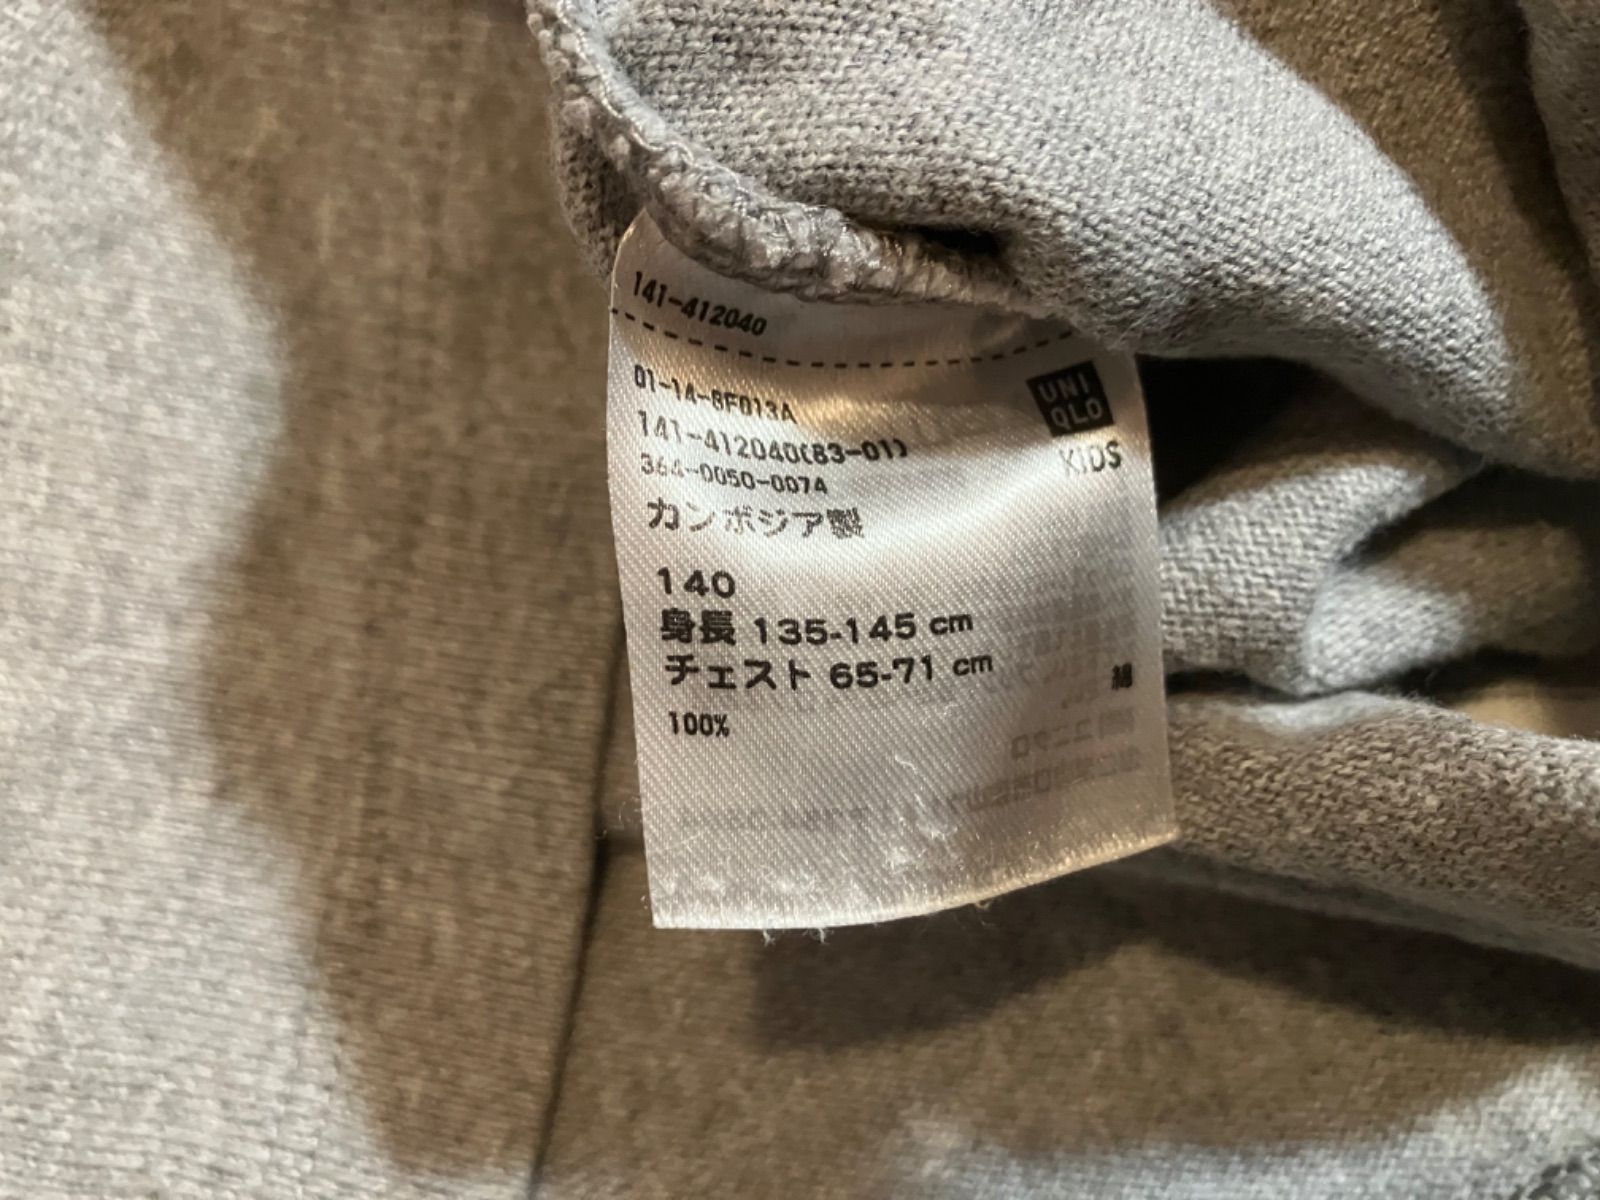 141-412040
01-14-8F013A
141-412040(83-01)
364-0050-0074
カンボジア製
UNI
QLO
KIDS
140
身長 135-145 cm
チェスト 65-71 cm
綿
100%